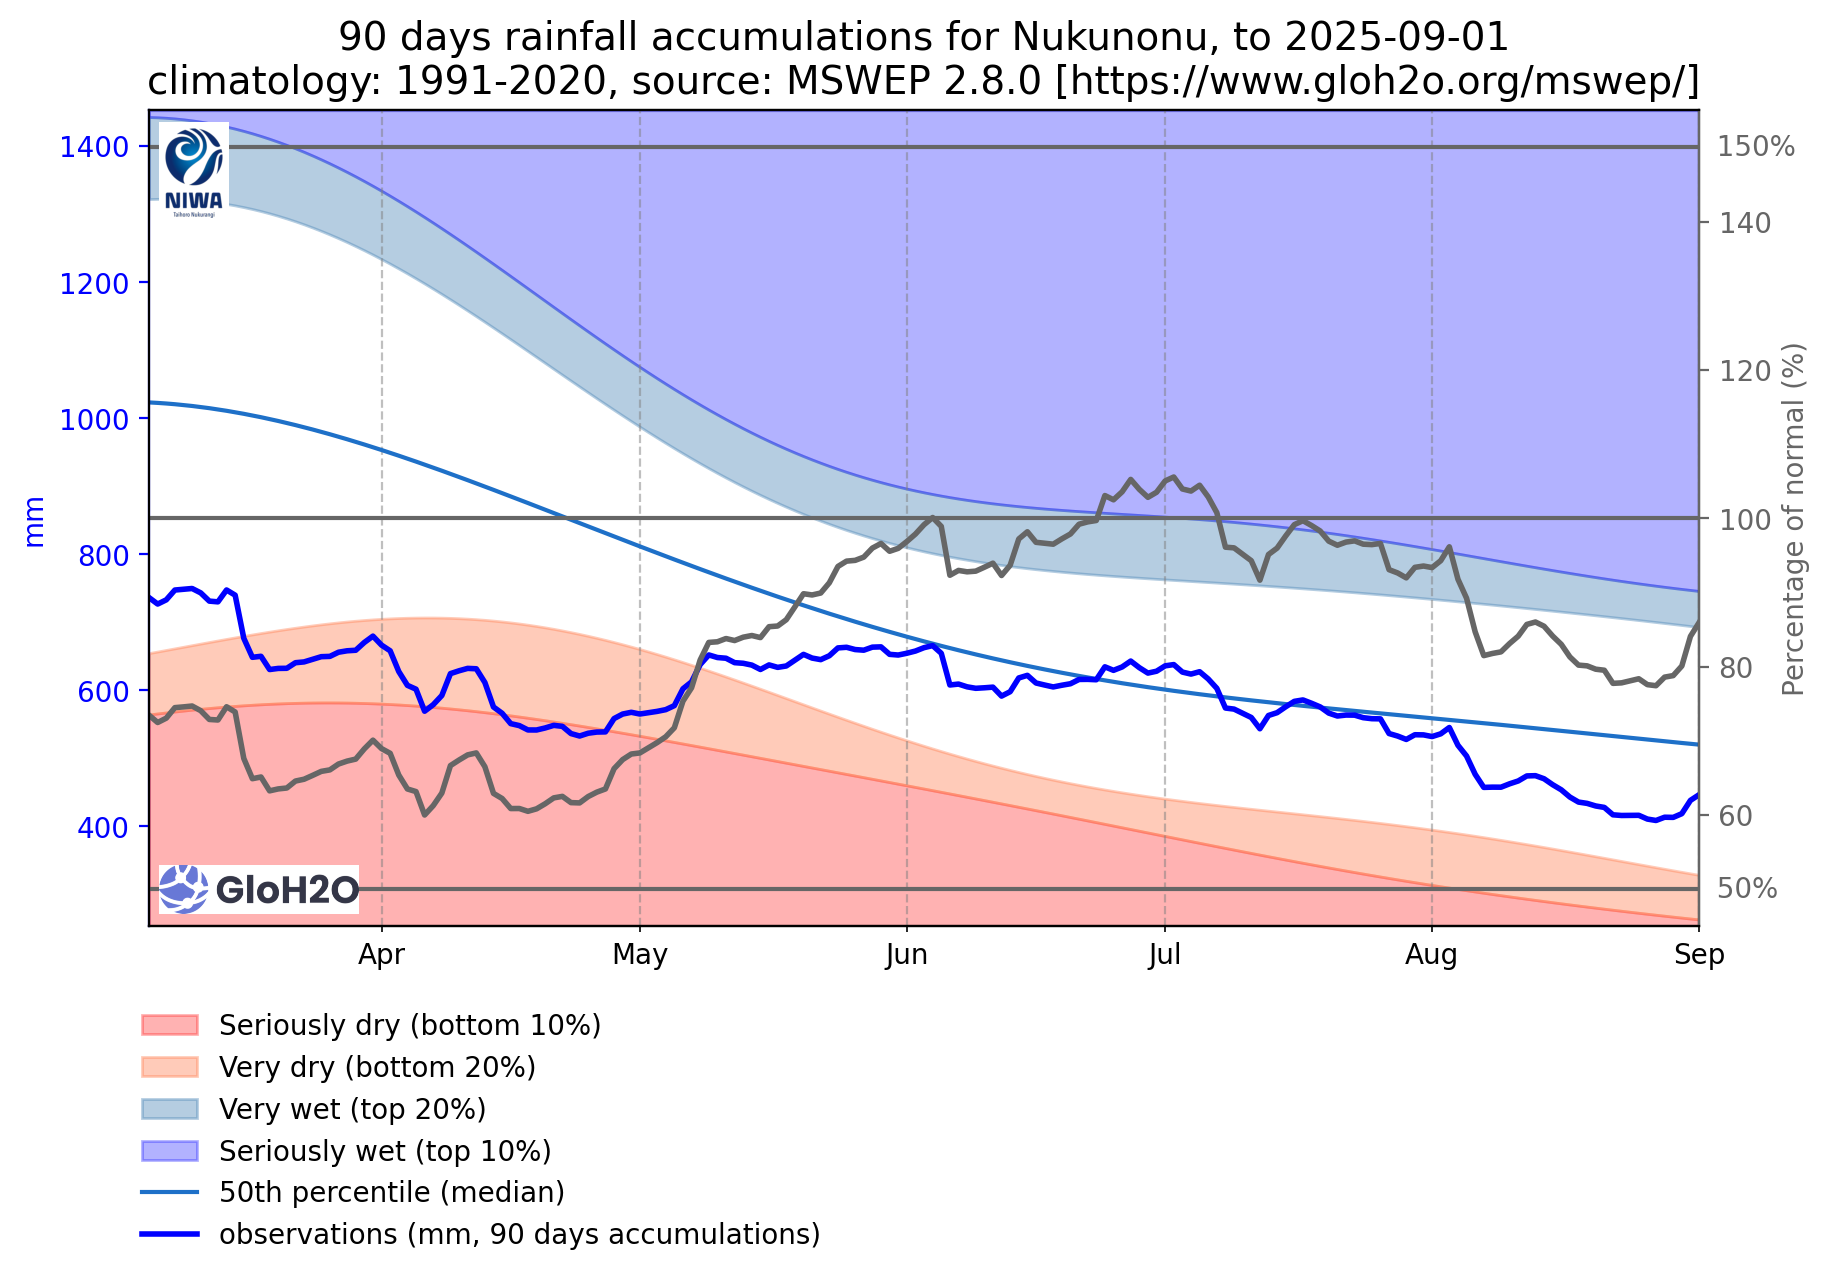 90 days rainfall accumulations for Nukunonu, to 2025-09-01
climatology: 1991-2020, source: MSWEP 2.8.0 [https://www.gloh2o.org/mswep/]
1400
1200
1000
800
600
400
mm
150%
140
120
100
80
60
50%
Percentage of normal (%)
NIWA
Taihoro Nukurangi
GloH2O
Apr
May
Jun
Jul
Aug
Sep
Seriously dry (bottom 10%)
Very dry (bottom 20%)
Very wet (top 20%)
Seriously wet (top 10%)
50th percentile (median)
observations (mm, 90 days accumulations)